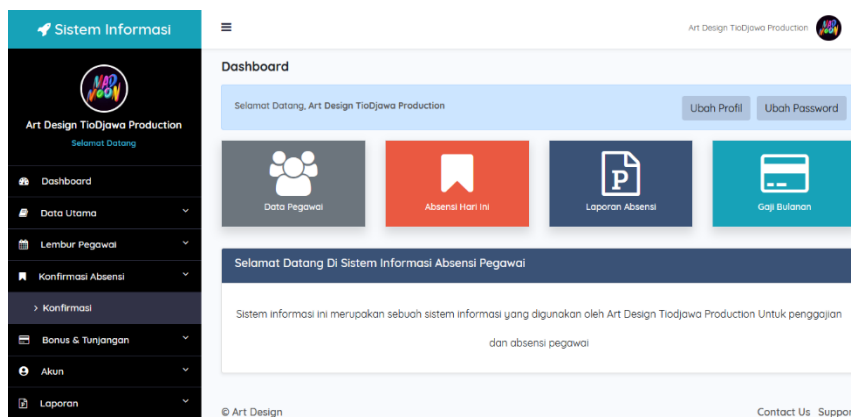 Sistem Informasi
Art Design TioDjawa Production
NAD
NOON
Art Design TioDjawa Production
Selamat Datang
Dashboard
Data Utama
Lembur Pegawai
Konfirmasi Absensi
> Konfirmasi
Bonus & Tunjangan
Akun
Laporan
Dashboard
Selamat Datang, Art Design TioDjawa Production
Ubah Profil
Ubah Password
Data Pegawai
Absensi Hari Ini
P
Laporan Absensi
Gaji Bulanan
Selamat Datang Di Sistem Informasi Absensi Pegawai
Sistem informasi ini merupakan sebuah sistem informasi yang digunakan oleh Art Design Tiodjawa Production Untuk penggajian
dan absensi pegawai
© Art Design
Contact Us
Suppor